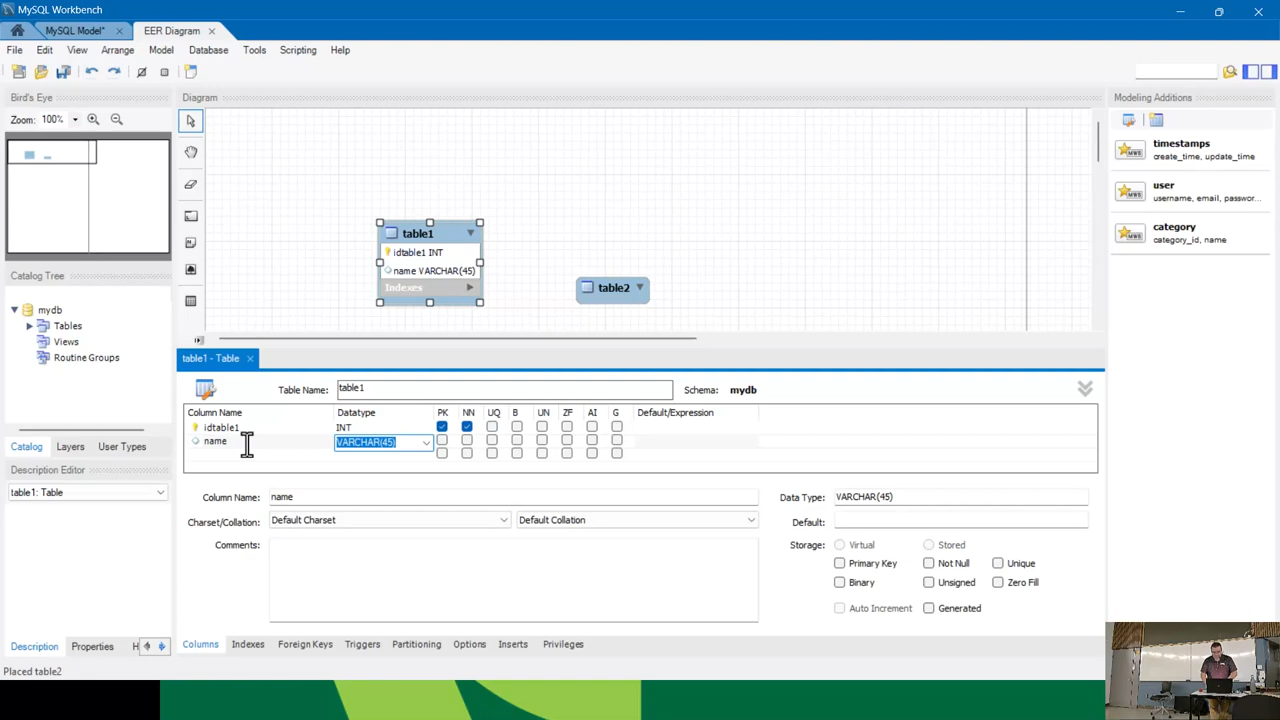 MySQL Workbench
MySQL Model* EER Diagram
File Edit View Arrange Model Database Tools Scripting Help
Bird's Eye
Zoom: 100%
Catalog Tree
mydb
Tables
Views
Routine Groups
Catalog Layers User Types
Description Editor
table1: Table
Description Properties H
Placed table2
Diagram
table1
idtable1 INT
name VARCHAR(45)
Indexes
table2
table1 - Table
Table Name: table1 Schema: mydb
Column Name Datatype PK NN UQ B UN ZF AI G Default/Expression
idtable1 INT
name VARCHAR(45)
Column Name: name Data Type: VARCHAR(45)
Charset/Collation: Default Charset Default Collation Default:
Comments: Storage: Virtual Stored
Primary Key Not Null Unique
Binary Unsigned Zero Fill
Auto Increment Generated
Columns Indexes Foreign Keys Triggers Partitioning Options Inserts Privileges
Modeling Additions
timestamps
create_time, update_time
user
username, email, passwor...
category
category_id, name